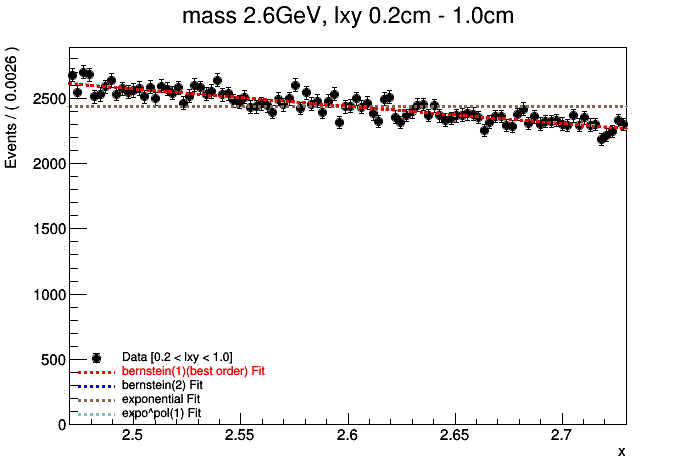 mass 2.6GeV, lxy 0.2cm - 1.0cm
Events / ( 0.0026 )
2500
2000
1500
1000
500
0
Data [0.2 < lxy < 1.0]
bernstein(1)(best order) Fit
bernstein(2) Fit
exponential Fit
expo^pol(1) Fit
2.5 2.55 2.6 2.65 2.7
x